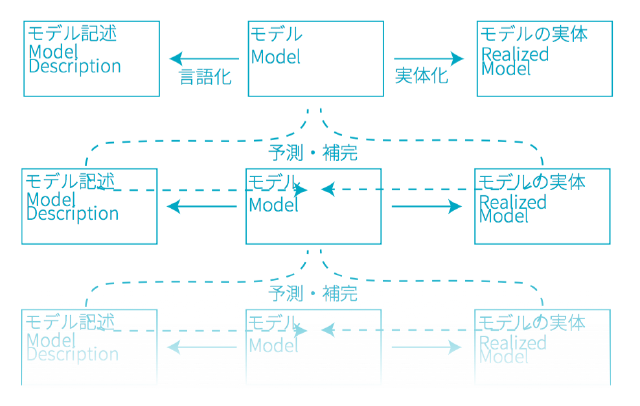 モデル記述
Model
Description
言語化
モデル
Model
実体化
モデルの実体
Realized
Model
予測・補完
モデル記述
Model
Description
モデル
Model
モデルの実体
Realized
Model
予測・補完
モデル記述
Model
Description
モデル
Model
モデルの実体
Realized
Model